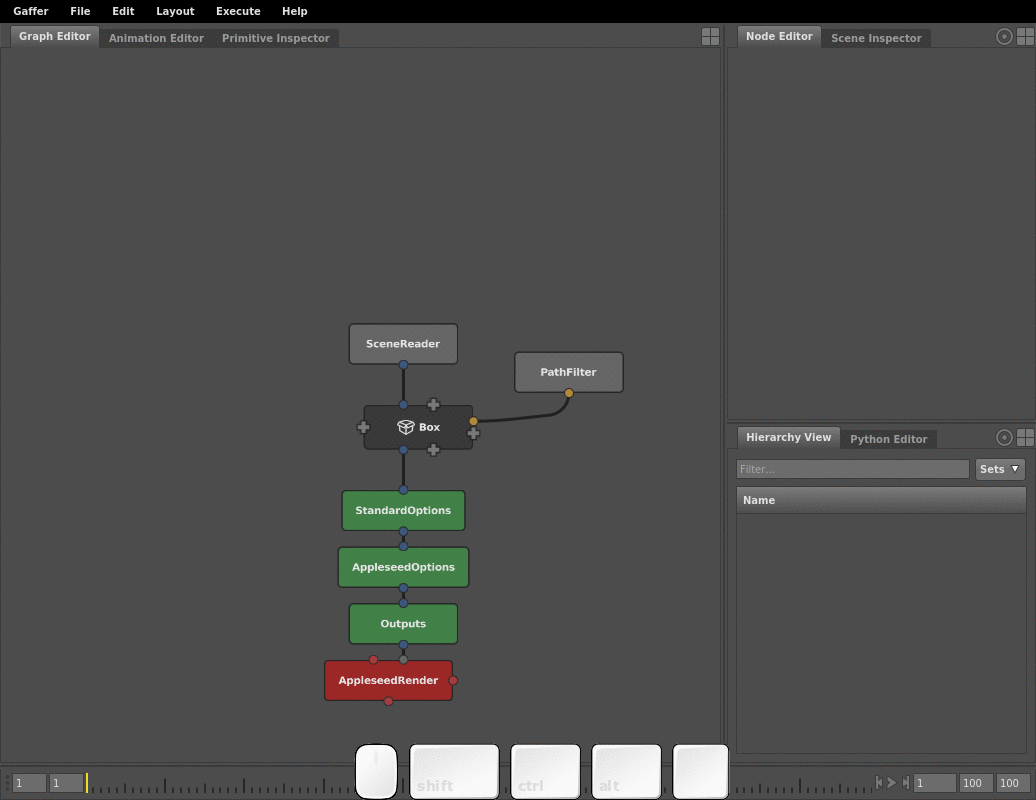 Gaffer File Edit Layout Execute Help
Graph Editor Animation Editor Primitive Inspector
Node Editor Scene Inspector
SceneReader
PathFilter
Box
StandardOptions
AppleseedOptions
Outputs
AppleseedRender
Hierarchy View Python Editor
Filter... Sets
Name
shift ctrl alt
1 1 1 100 100